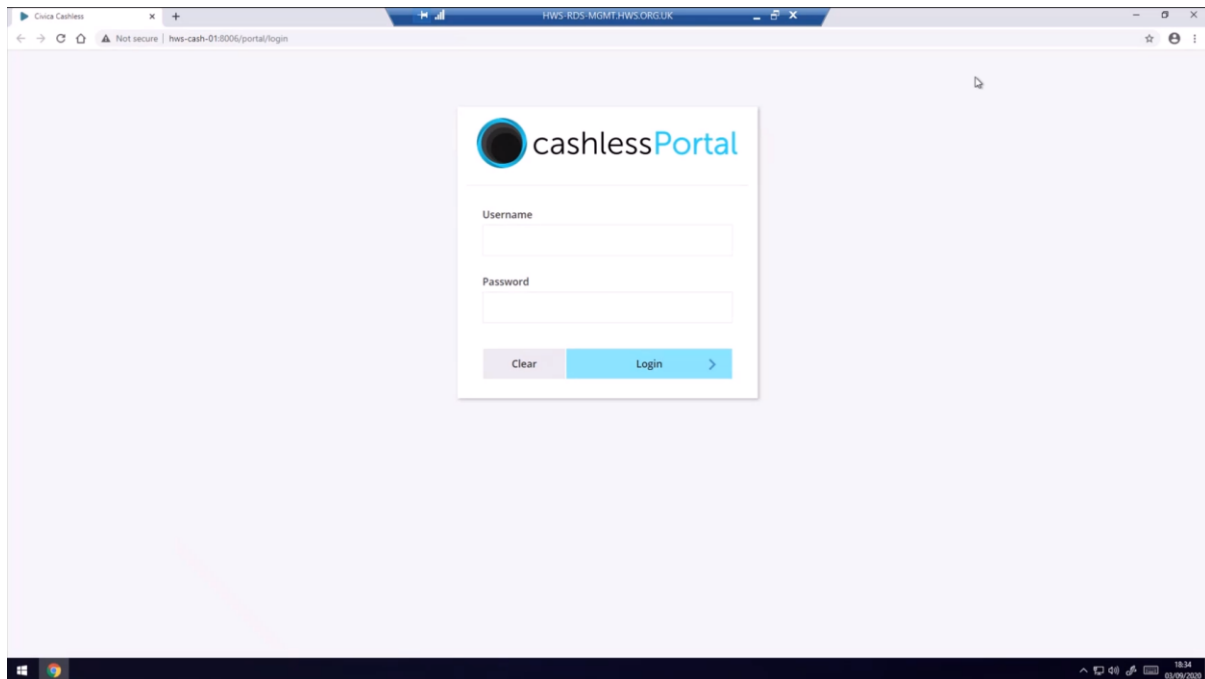 Civica Cashless
HWS-RDS-MGMT.HWS.ORG.UK
Not secure | hws-cash-01:8006/portal/login
cashlessPortal
Username
Password
Clear
Login
18:34
03/09/2020